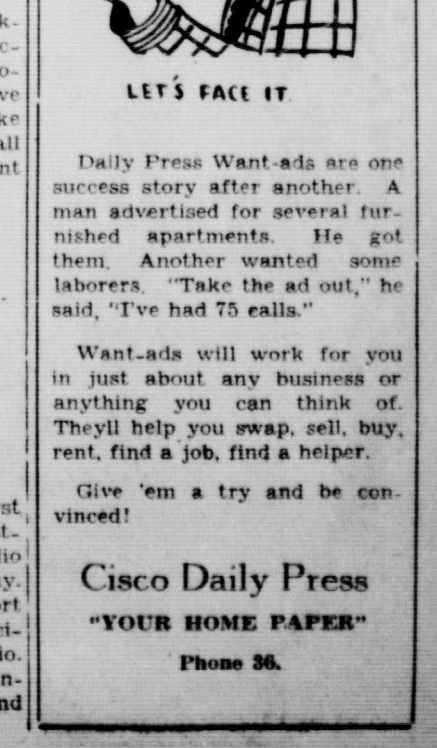 LET'S FACE IT
Daily Press Want-ads are one
success story after another. A
man advertised for several fur-
nished apartments. He got
them. Another wanted some
laborers. "Take the ad out," he
said, "I've had 75 calls."
Want-ads will work for you
in just about any business or
anything you can think of.
Theyll help you swap, sell, buy,
rent, find a job, find a helper.
Give 'em a try and be con-
vinced!
Cisco Daily Press
"YOUR HOME PAPER"
Phone 36.